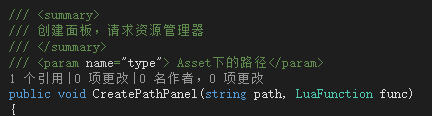 /// <summary>
/// 创建面板，请求资源管理器
/// </summary>
/// <param name="type"> Asset下的路径</param>
1 个引用|0 项更改|0 名作者，0 项更改
public void CreatePathPanel(string path, LuaFunction func)
{